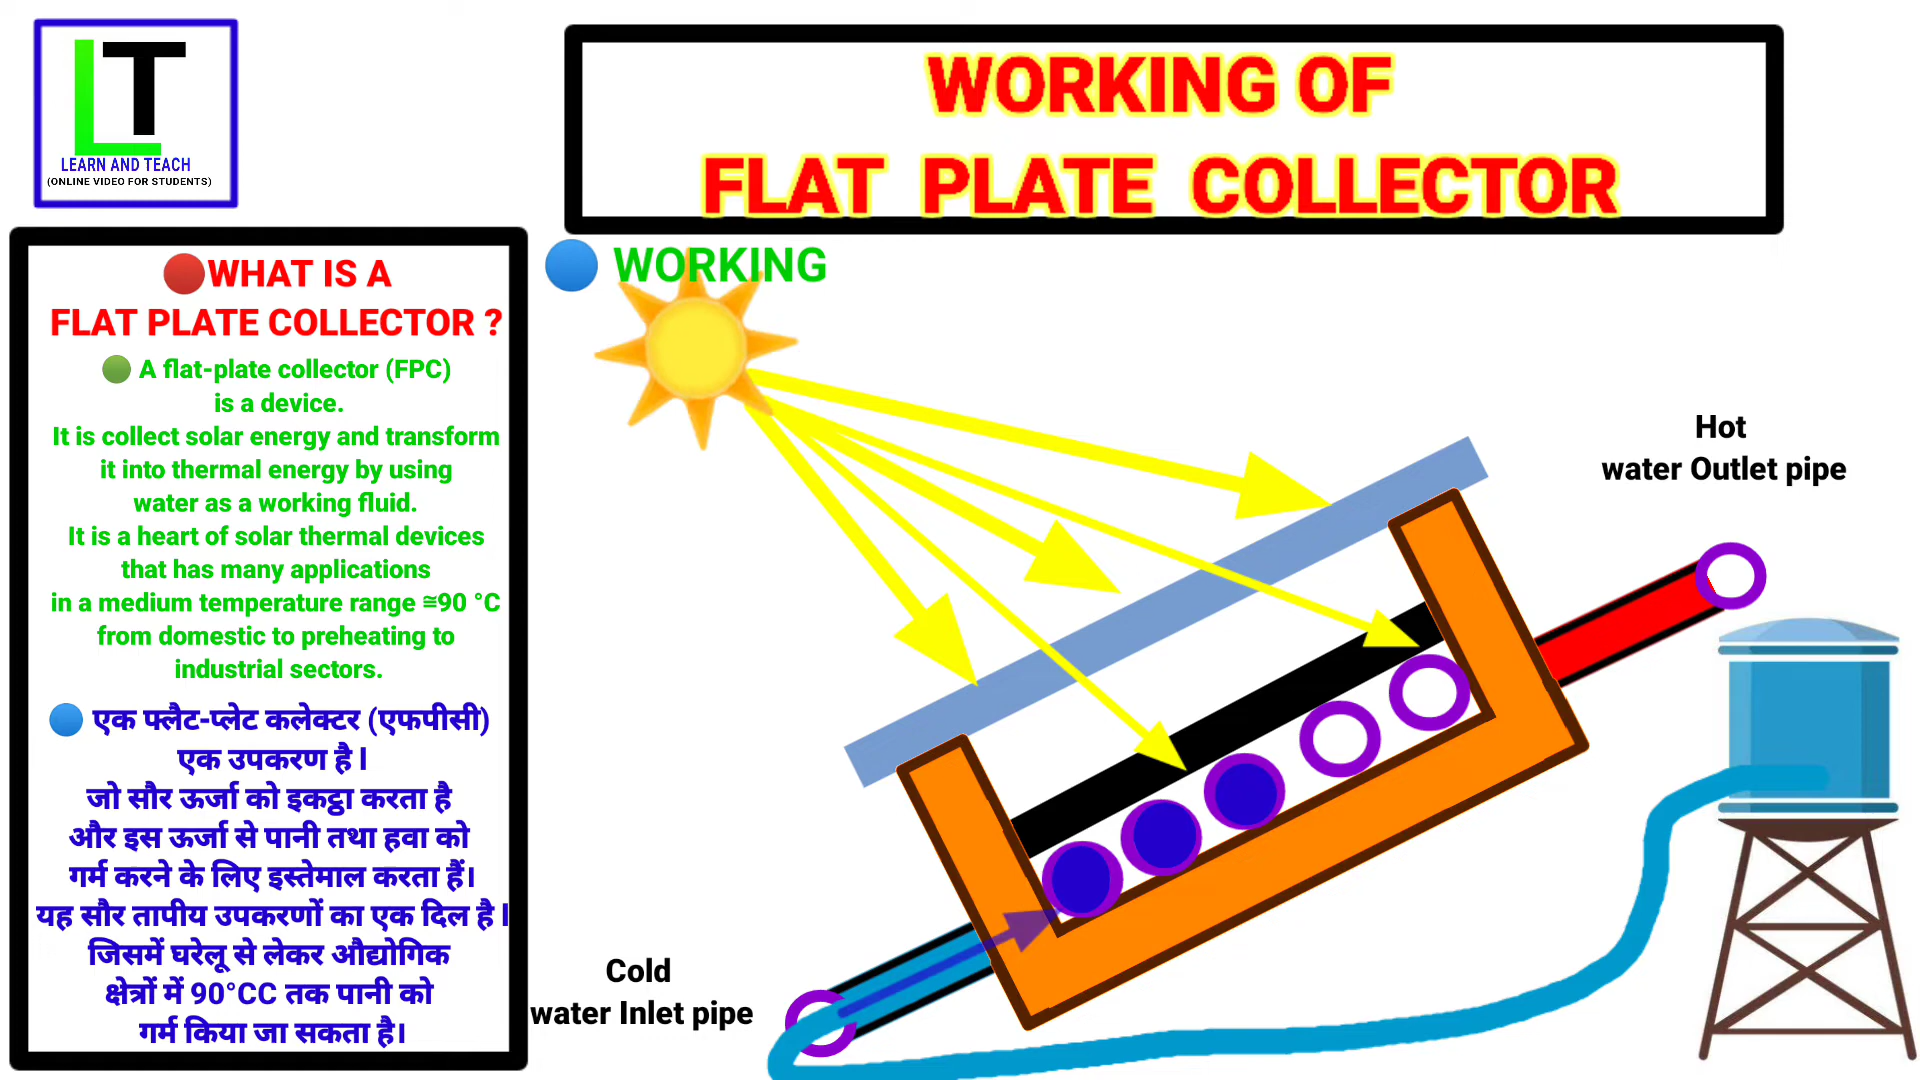 LT
LEARN AND TEACH
(ONLINE VIDEO FOR STUDENTS)
WORKING OF
FLAT PLATE COLLECTOR
WHAT IS A
FLAT PLATE COLLECTOR ?
A flat-plate collector (FPC)
is a device.
It is collect solar energy and transform
it into thermal energy by using
water as a working fluid.
It is a heart of solar thermal devices
that has many applications
in a medium temperature range ≅90 °C
from domestic to preheating to
industrial sectors.
एक फ्लैट-प्लेट कलेक्टर (एफपीसी)
एक उपकरण है l
जो सौर ऊर्जा को इकट्ठा करता है
और इस ऊर्जा से पानी तथा हवा को
गर्म करने के लिए इस्तेमाल करता हैं।
यह सौर तापीय उपकरणों का एक दिल है l
जिसमें घरेलू से लेकर औद्योगिक
क्षेत्रों में 90°CC तक पानी को
गर्म किया जा सकता है।
WORKING
Hot
water Outlet pipe
Cold
water Inlet pipe